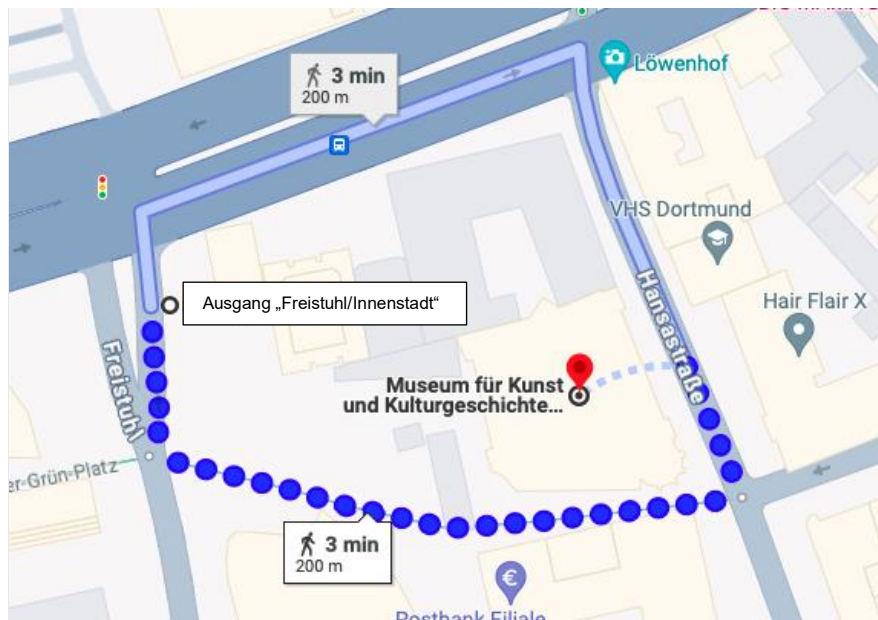 3 min
200 m
Löwenhof
VHS Dortmund
Ausgang „Freistuhl/Innenstadt“
Hansastraße
Hair Flair X
Freistuhl
Museum für Kunst
und Kulturgeschichte...
er-Grün-Platz
3 min
200 m
€
Postbank Filiale